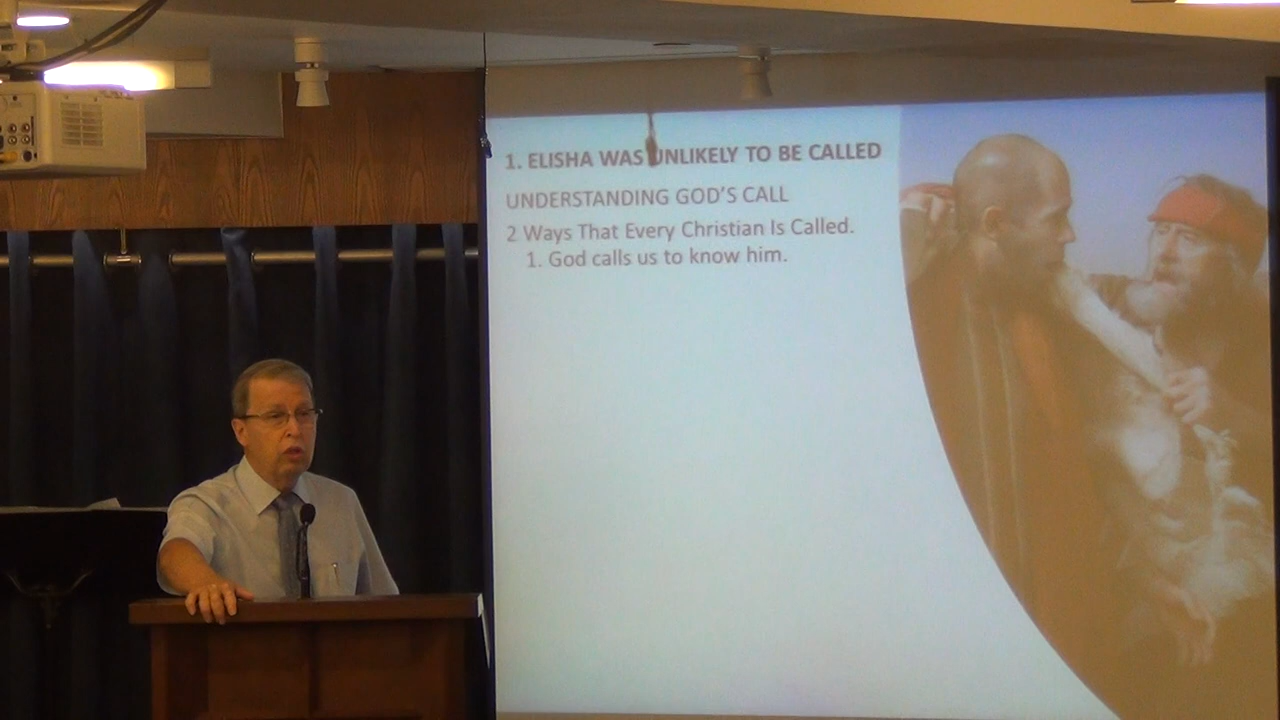 1. ELISHA WAS UNLIKELY TO BE CALLED
UNDERSTANDING GOD'S CALL
2 Ways That Every Christian Is Called.
1. God calls us to know him.